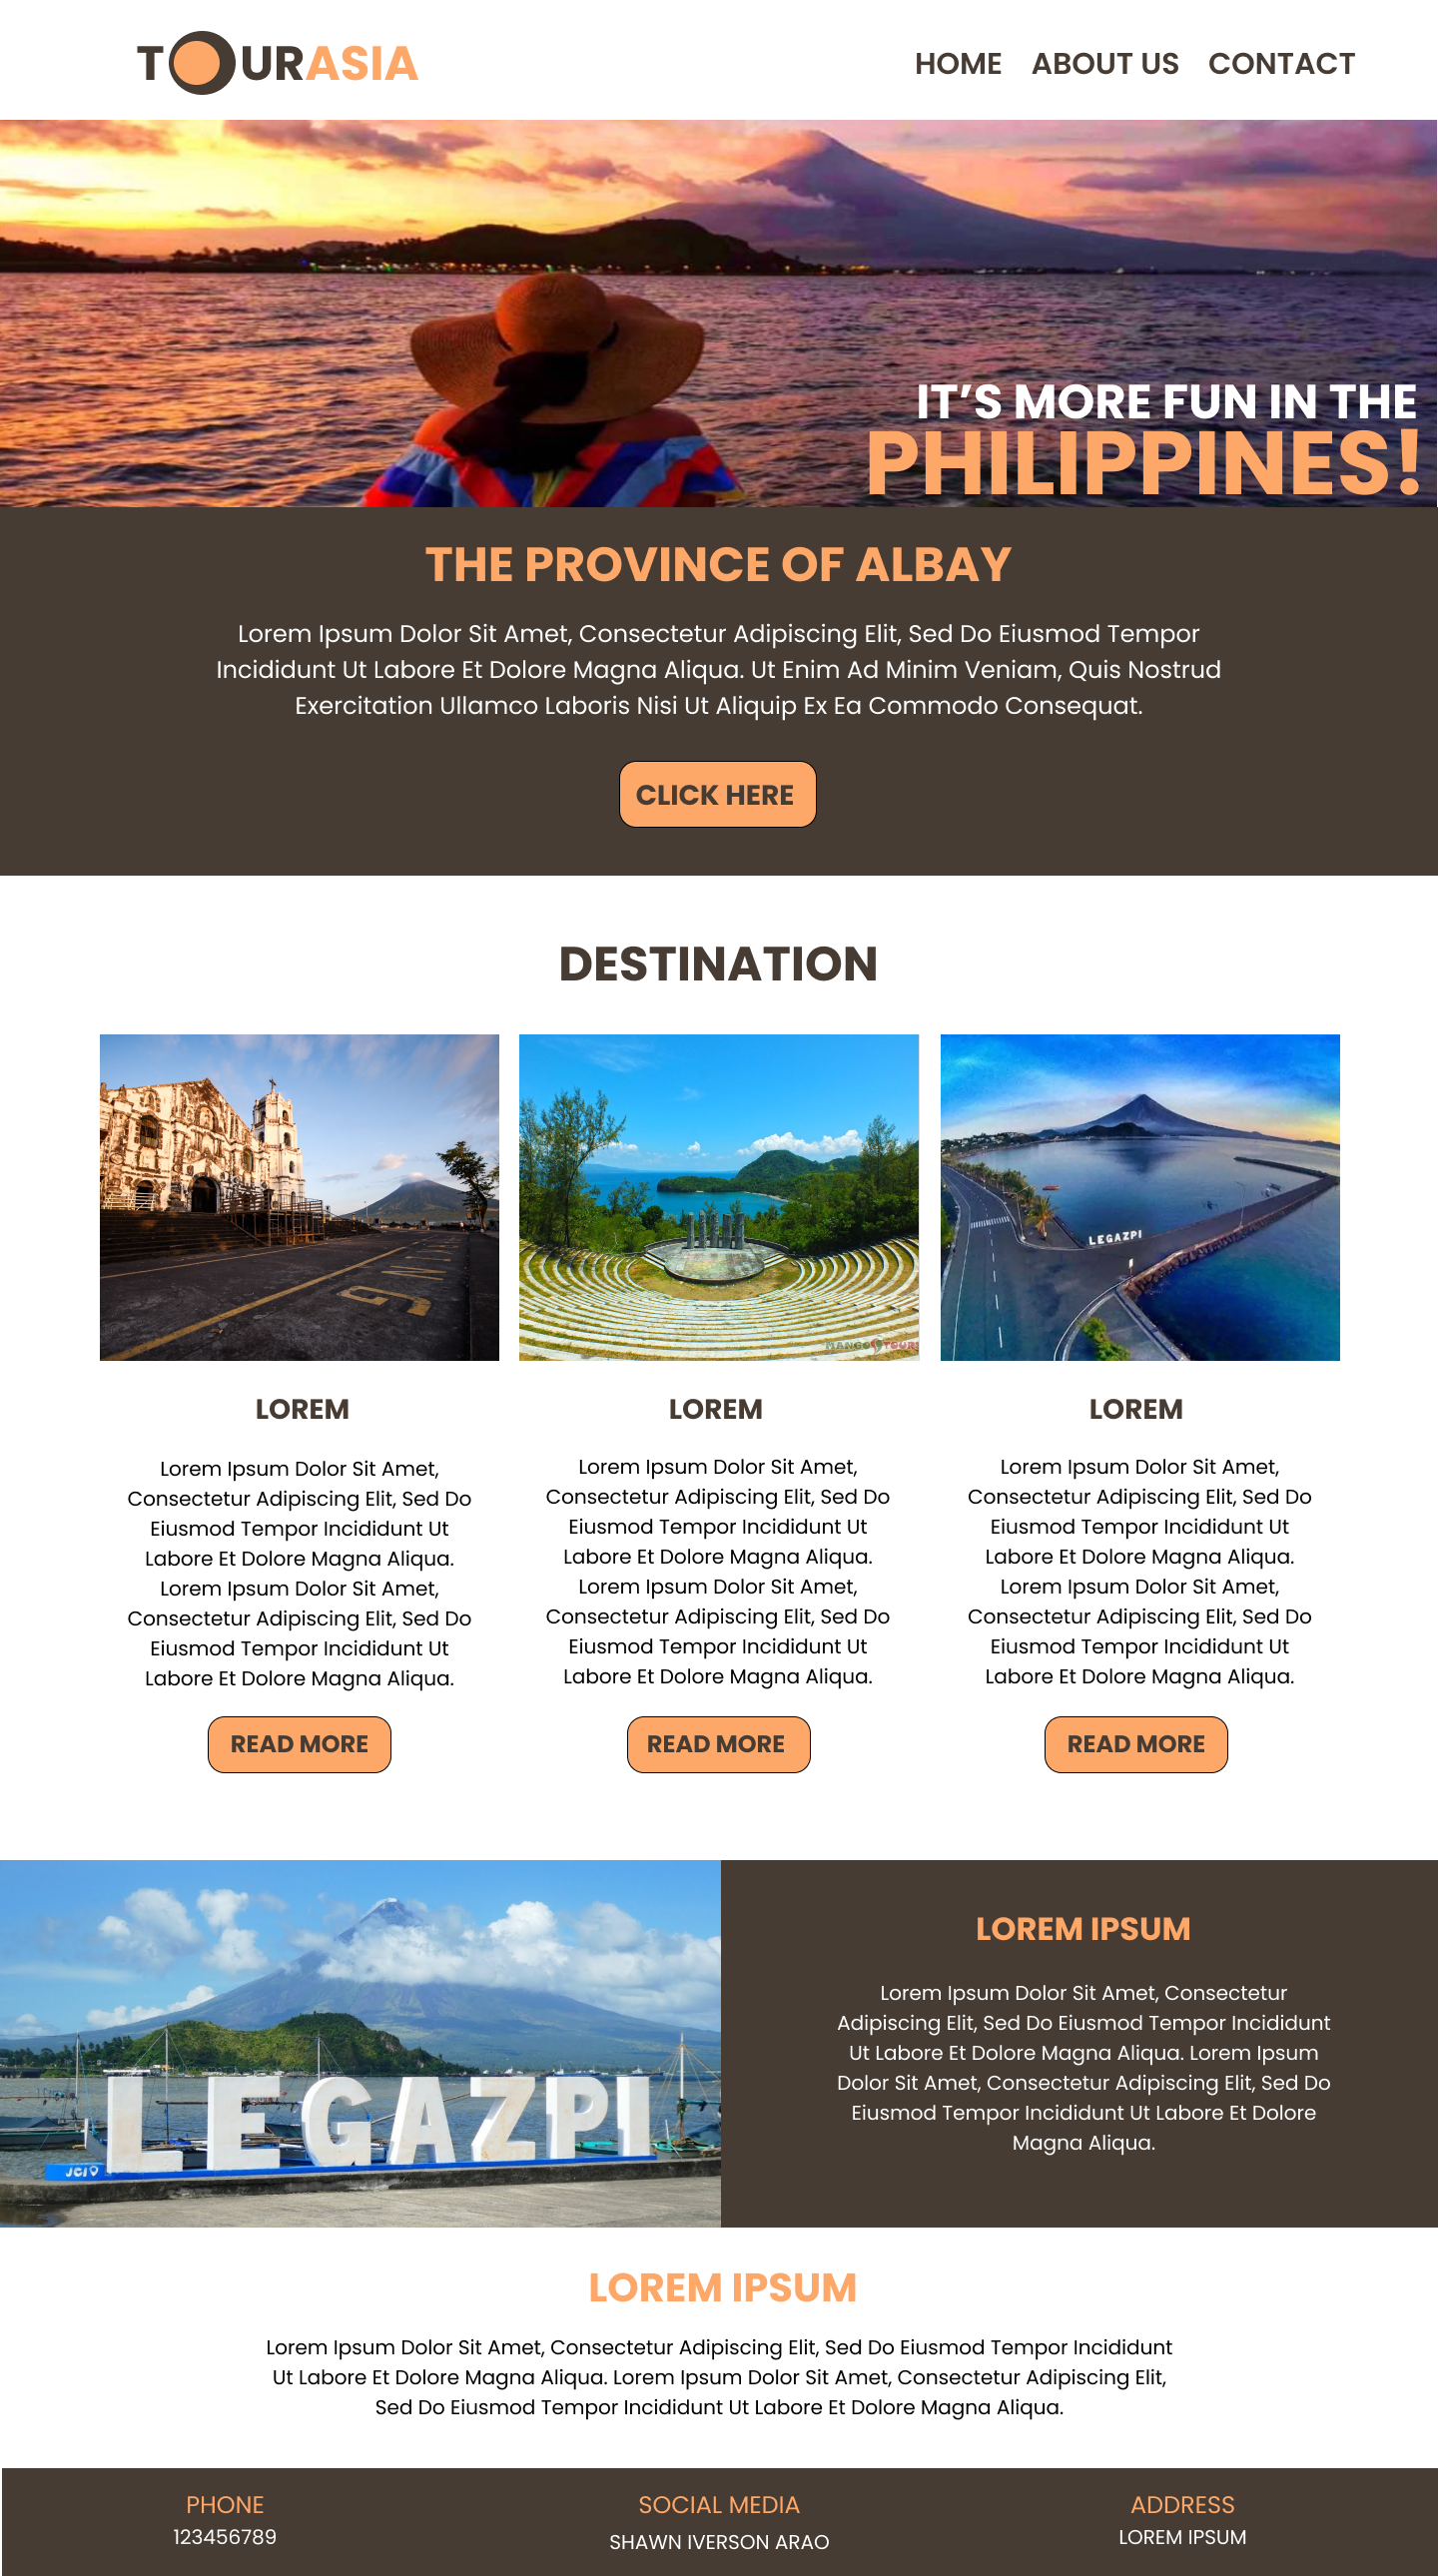 TOURASIA
HOME ABOUT US CONTACT
IT'S MORE FUN IN THE
PHILIPPINES!
THE PROVINCE OF ALBAY
Lorem Ipsum Dolor Sit Amet, Consectetur Adipiscing Elit, Sed Do Eiusmod Tempor
Incididunt Ut Labore Et Dolore Magna Aliqua. Ut Enim Ad Minim Veniam, Quis Nostrud
Exercitation Ullamco Laboris Nisi Ut Aliquip Ex Ea Commodo Consequat.
CLICK HERE
DESTINATION
MANGO TOURS
LEGAZPI
LOREM
Lorem Ipsum Dolor Sit Amet,
Consectetur Adipiscing Elit, Sed Do
Eiusmod Tempor Incididunt Ut
Labore Et Dolore Magna Aliqua.
Lorem Ipsum Dolor Sit Amet,
Consectetur Adipiscing Elit, Sed Do
Eiusmod Tempor Incididunt Ut
Labore Et Dolore Magna Aliqua.
READ MORE
LOREM
Lorem Ipsum Dolor Sit Amet,
Consectetur Adipiscing Elit, Sed Do
Eiusmod Tempor Incididunt Ut
Labore Et Dolore Magna Aliqua.
Lorem Ipsum Dolor Sit Amet,
Consectetur Adipiscing Elit, Sed Do
Eiusmod Tempor Incididunt Ut
Labore Et Dolore Magna Aliqua.
READ MORE
LOREM
Lorem Ipsum Dolor Sit Amet,
Consectetur Adipiscing Elit, Sed Do
Eiusmod Tempor Incididunt Ut
Labore Et Dolore Magna Aliqua.
Lorem Ipsum Dolor Sit Amet,
Consectetur Adipiscing Elit, Sed Do
Eiusmod Tempor Incididunt Ut
Labore Et Dolore Magna Aliqua.
READ MORE
LEGAZPI
JCI
LOREM IPSUM
Lorem Ipsum Dolor Sit Amet, Consectetur
Adipiscing Elit, Sed Do Eiusmod Tempor Incididunt
Ut Labore Et Dolore Magna Aliqua. Lorem Ipsum
Dolor Sit Amet, Consectetur Adipiscing Elit, Sed Do
Eiusmod Tempor Incididunt Ut Labore Et Dolore
Magna Aliqua.
LOREM IPSUM
Lorem Ipsum Dolor Sit Amet, Consectetur Adipiscing Elit, Sed Do Eiusmod Tempor Incididunt
Ut Labore Et Dolore Magna Aliqua. Lorem Ipsum Dolor Sit Amet, Consectetur Adipiscing Elit,
Sed Do Eiusmod Tempor Incididunt Ut Labore Et Dolore Magna Aliqua.
PHONE
123456789
SOCIAL MEDIA
SHAWN IVERSON ARAO
ADDRESS
LOREM IPSUM